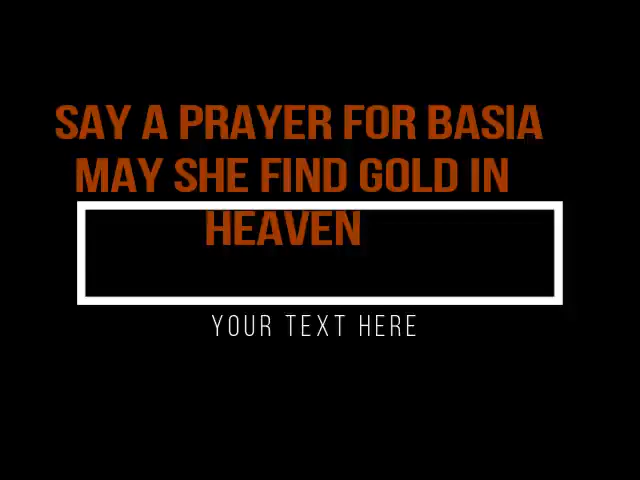 SAY A PRAYER FOR BASIA
MAY SHE FIND GOLD IN
HEAVEN
YOUR TEXT HERE